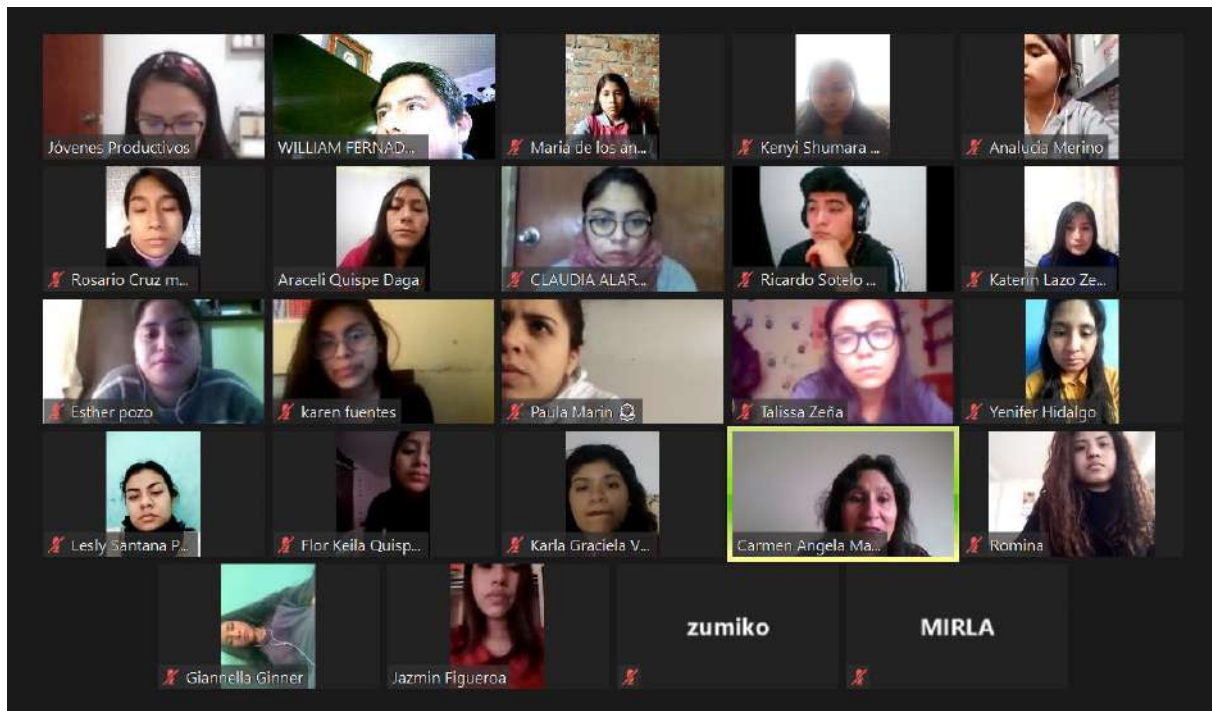 Jóvenes Productivos
WILLIAM FERNAD...
Maria de los an...
Kenyi Shumara ...
Analucia Merino
Rosario Cruz m...
Araceli Quispe Daga
CLAUDIA ALAR...
Ricardo Sotelo ...
Katerin Lazo Ze...
Esther pozo
karen fuentes
Paula Marin
Talissa Zeña
Yenifer Hidalgo
Lesly Santana P...
Flor Keila Quisp...
Karla Graciela V...
Carmen Angela Ma...
Romina
Giannella Ginner
Jazmin Figueroa
zumiko
MIRLA